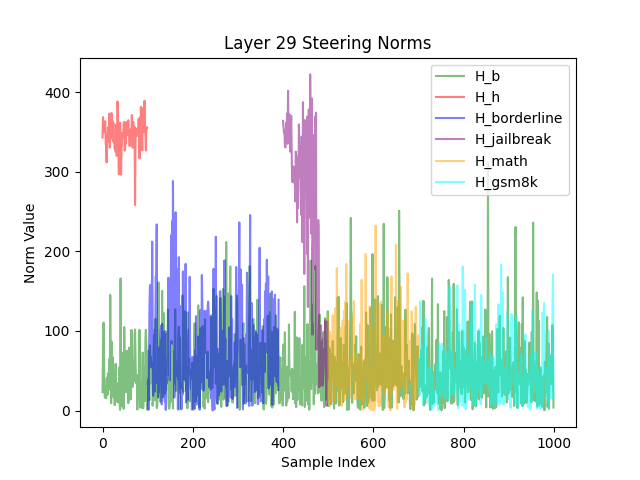 Layer 29 Steering Norms
Norm Value
400
300
200
100
0
0
200
400
600
800
1000
Sample Index
H_b
H_h
H_borderline
H_jailbreak
H_math
H_gsm8k